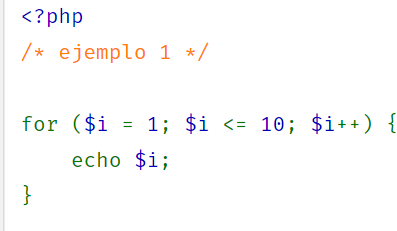 <?php
/* ejemplo 1 */
for ($i = 1; $i <= 10; $i++) {
    echo $i;
}